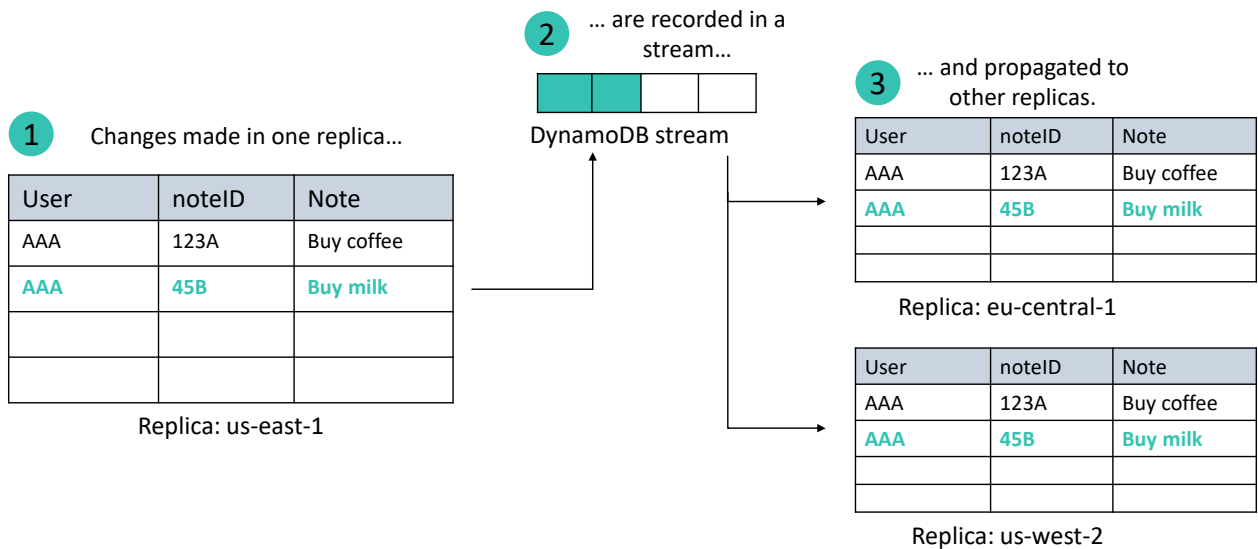 1
Changes made in one replica…
User noteID Note
AAA 123A Buy coffee
AAA 45B Buy milk
Replica: us-east-1
2
… are recorded in a
stream…
DynamoDB stream
3
… and propagated to
other replicas.
User noteID Note
AAA 123A Buy coffee
AAA 45B Buy milk
Replica: eu-central-1
User noteID Note
AAA 123A Buy coffee
AAA 45B Buy milk
Replica: us-west-2